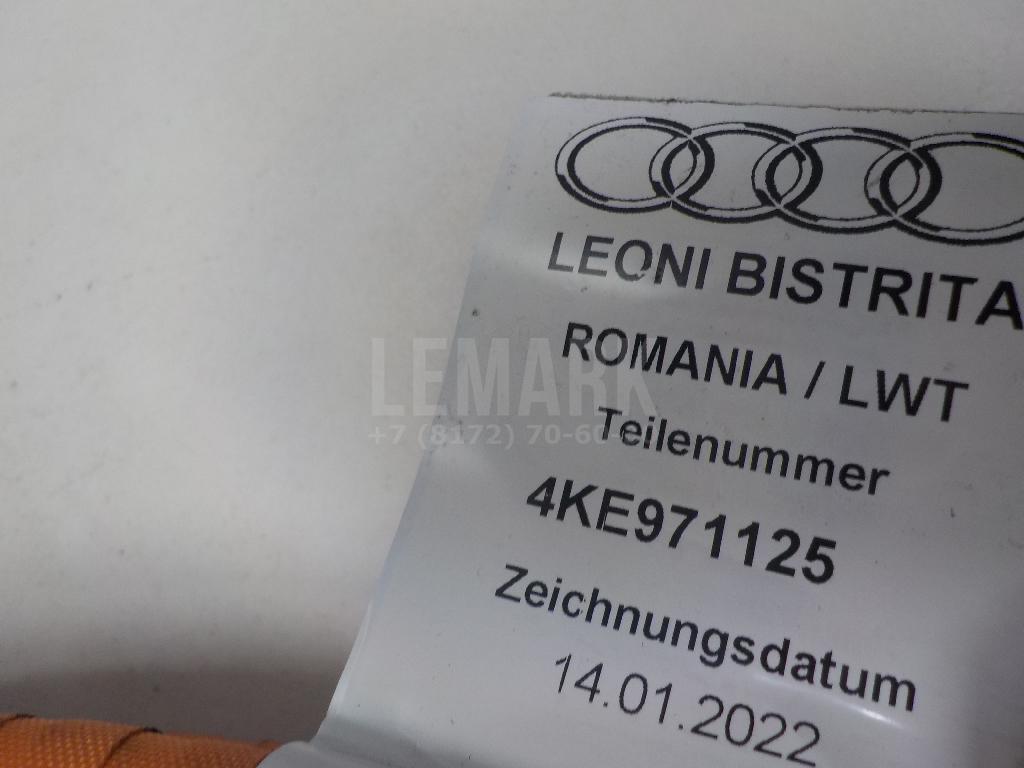 LEONI BISTRITA
ROMANIA / LWT
Teilenummer
4KE971125
Zeichnungsdatum
14.01.2022
LEMARK
+7 (8172) 70-60-